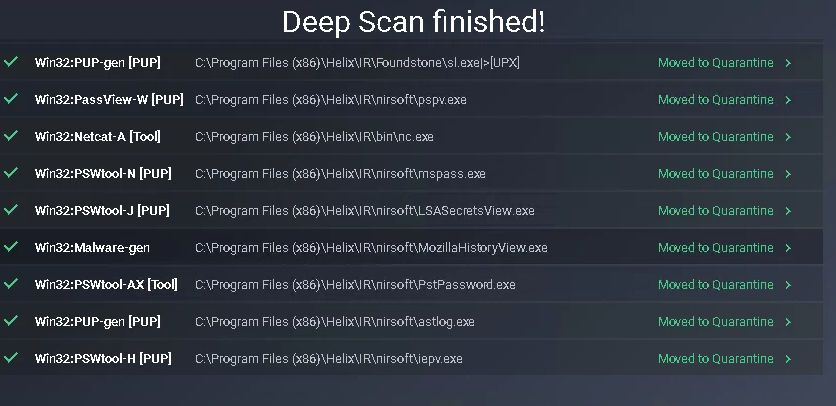 Deep Scan finished!
Win32:PUP-gen [PUP] C:\Program Files (x86)\Helix\IR\Foundstone\sl.exe|>[UPX] Moved to Quarantine
Win32:PassView-W [PUP] C:\Program Files (x86)\Helix\IR\nirsoft\pspv.exe Moved to Quarantine
Win32:Netcat-A [Tool] C:\Program Files (x86)\Helix\IR\bin\nc.exe Moved to Quarantine
Win32:PSWtool-N [PUP] C:\Program Files (x86)\Helix\IR\nirsoft\mspass.exe Moved to Quarantine
Win32:PSWtool-J [PUP] C:\Program Files (x86)\Helix\IR\nirsoft\LSASecretsView.exe Moved to Quarantine
Win32:Malware-gen C:\Program Files (x86)\Helix\IR\nirsoft\MozillaHistoryView.exe Moved to Quarantine
Win32:PSWtool-AX [Tool] C:\Program Files (x86)\Helix\IR\nirsoft\PstPassword.exe Moved to Quarantine
Win32:PUP-gen [PUP] C:\Program Files (x86)\Helix\IR\nirsoft\astlog.exe Moved to Quarantine
Win32:PSWtool-H [PUP] C:\Program Files (x86)\Helix\IR\nirsoft\iepv.exe Moved to Quarantine